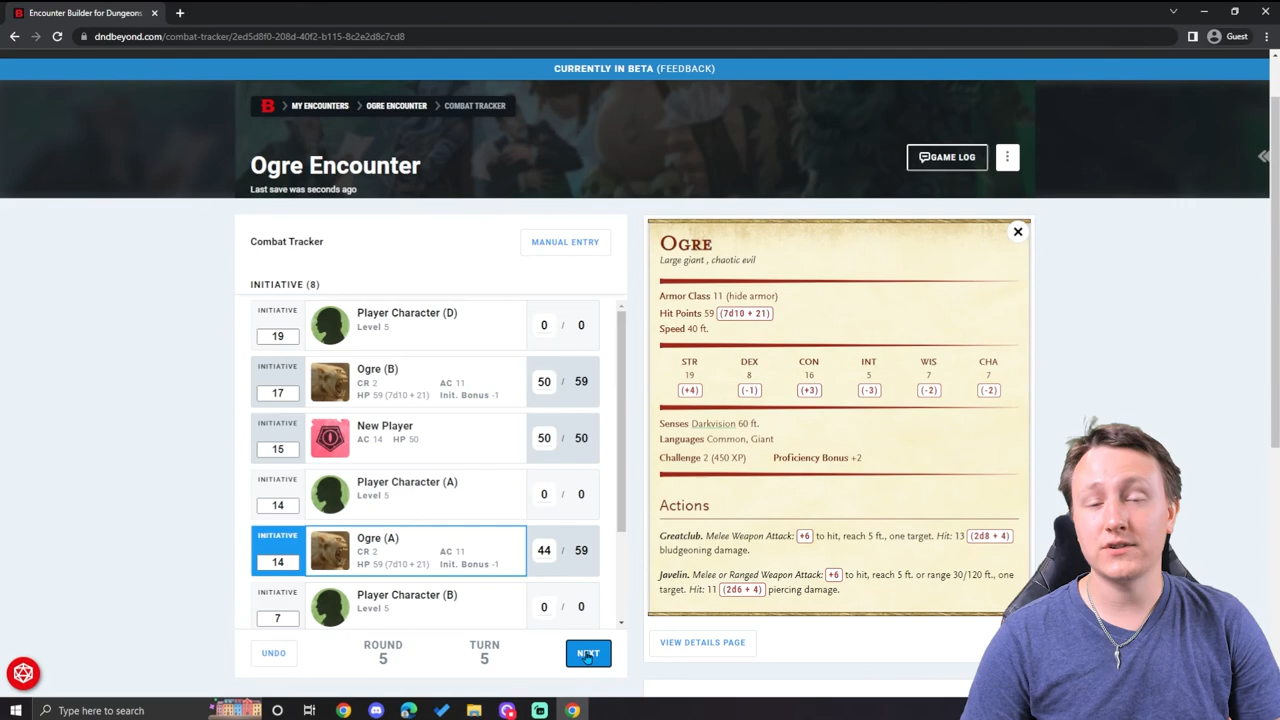 Encounter Builder for Dungeons
dndbeyond.com/combat-tracker/2ed5d8f0-208d-40f2-b115-8c2e2d8c7cd8
Guest
CURRENTLY IN BETA (FEEDBACK)
B MY ENCOUNTERS OGRE ENCOUNTER COMBAT TRACKER
Ogre Encounter
Last save was seconds ago
GAME LOG
Combat Tracker
MANUAL ENTRY
INITIATIVE (8)
INITIATIVE
19
Player Character (D)
Level 5
0 / 0
INITIATIVE
17
Ogre (B)
CR 2 AC 11
HP 59 (7d10 + 21) Init. Bonus -1
50 / 59
INITIATIVE
15
New Player
AC 14 HP 50
50 / 50
INITIATIVE
14
Player Character (A)
Level 5
0 / 0
INITIATIVE
14
Ogre (A)
CR 2 AC 11
HP 59 (7d10 + 21) Init. Bonus -1
44 / 59
INITIATIVE
7
Player Character (B)
Level 5
0 / 0
UNDO
ROUND
5
TURN
5
NEXT
Ogre
Large giant , chaotic evil
Armor Class 11 (hide armor)
Hit Points 59 (7d10 + 21)
Speed 40 ft.
STR DEX CON INT WIS CHA
19 8 16 5 7 7
(+4) (-1) (+3) (-3) (-2) (-2)
Senses Darkvision 60 ft.
Languages Common, Giant
Challenge 2 (450 XP) Proficiency Bonus +2
Actions
Greatclub. Melee Weapon Attack: +6 to hit, reach 5 ft., one target. Hit: 13 (2d8 + 4)
bludgeoning damage.
Javelin. Melee or Ranged Weapon Attack: +6 to hit, reach 5 ft. or range 30/120 ft., one
target. Hit: 11 (2d6 + 4) piercing damage.
VIEW DETAILS PAGE
Type here to search